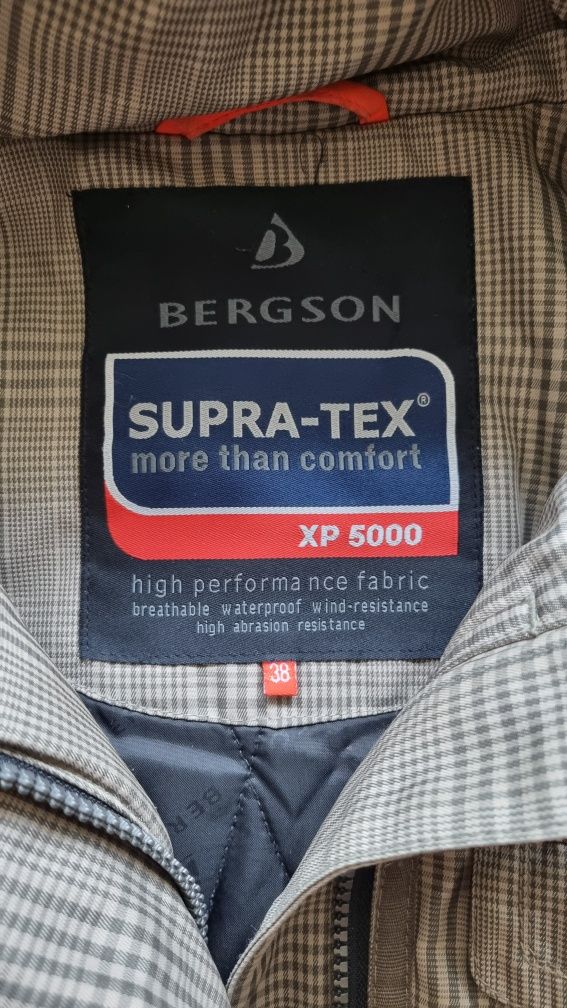 BERGSON
SUPRA-TEX®
more than comfort
XP 5000
high performance fabric
breathable waterproof wind-resistance
high abrasion resistance
38
BER